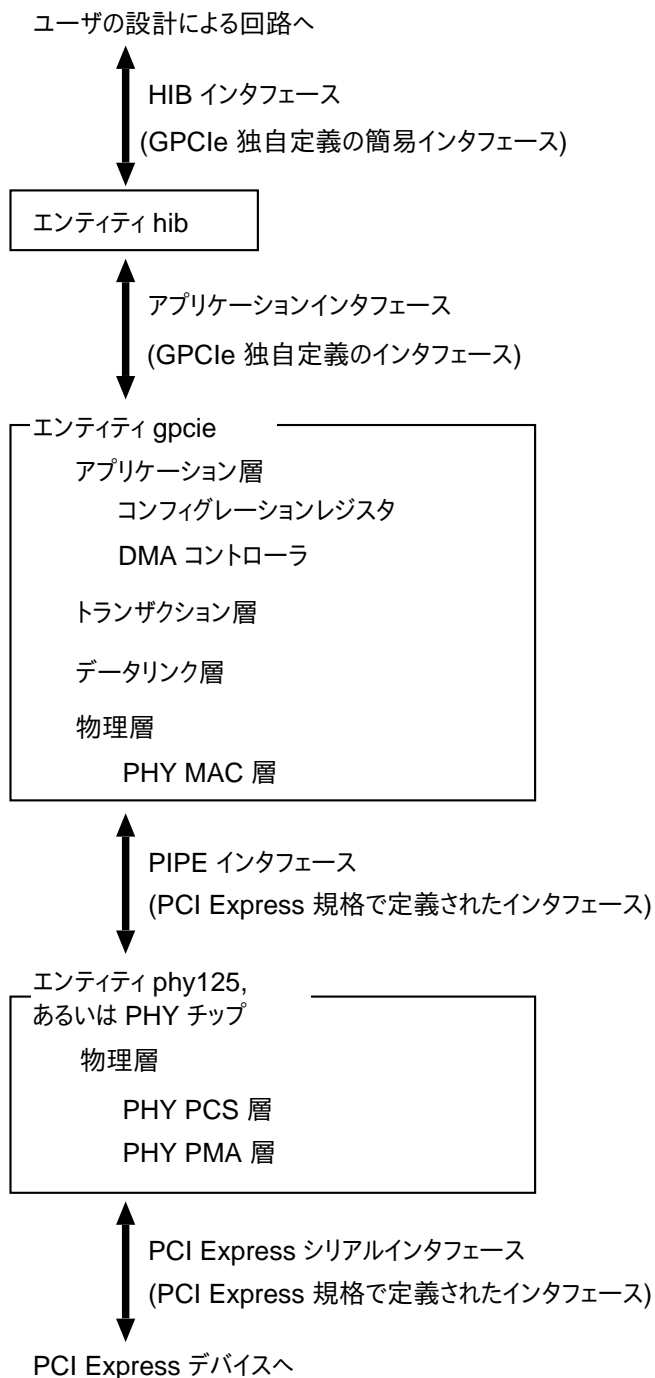 ユーザの設計による回路へ
HIB インタフェース
(GPCIe 独自定義の簡易インタフェース)
エンティティ hib
アプリケーションインタフェース
(GPCIe 独自定義のインタフェース)
エンティティ gpcie
アプリケーション層
コンフィグレーションレジスタ
DMA コントローラ
トランザクション層
データリンク層
物理層
PHY MAC 層
PIPE インタフェース
(PCI Express 規格で定義されたインタフェース)
エンティティ phy125,
あるいは PHY チップ
物理層
PHY PCS 層
PHY PMA 層
PCI Express シリアルインタフェース
(PCI Express 規格で定義されたインタフェース)
PCI Express デバイスへ